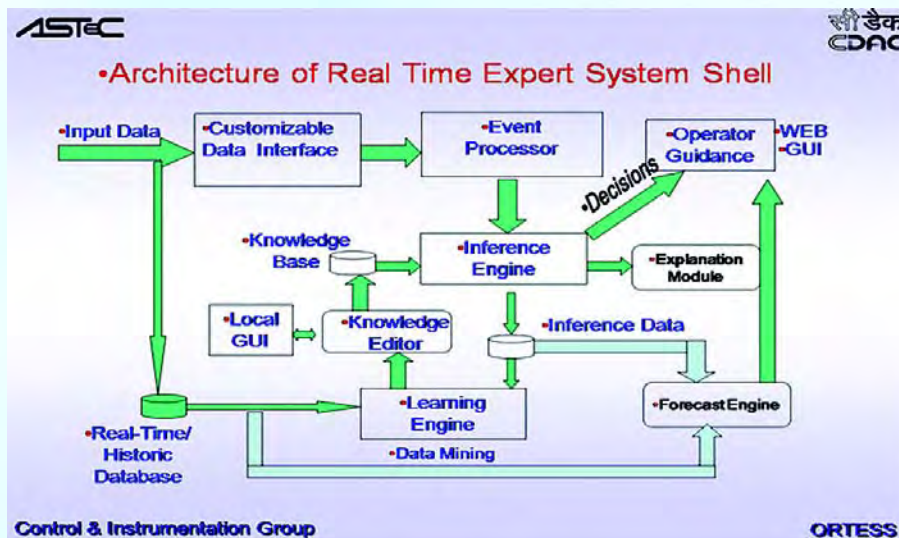 ASTeC
सी डैक
CDAC
•Architecture of Real Time Expert System Shell
•Input Data
•Customizable
Data Interface
•Event
Processor
•Operator
Guidance
•WEB
•GUI
•Decisions
•Knowledge
Base
•Inference
Engine
•Explanation
Module
•Local
GUI
•Knowledge
Editor
•Inference Data
•Learning
Engine
•Forecast Engine
•Real-Time/
Historic
Database
•Data Mining
Control & Instrumentation Group
ORTESS